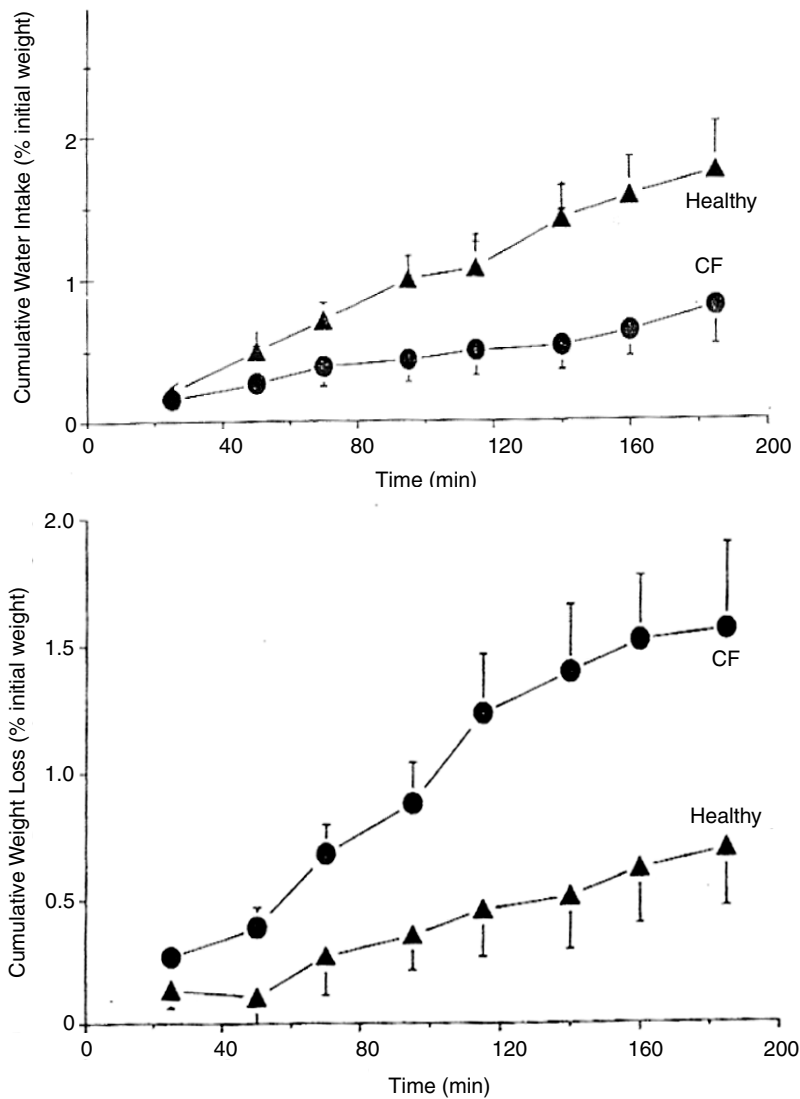 Cumulative Water Intake (% initial weight)
2
1
0
Healthy
CF
0
40
80
120
160
200
Time (min)
Cumulative Weight Loss (% initial weight)
2.0
1.5
1.0
0.5
0
CF
Healthy
0
40
80
120
160
200
Time (min)